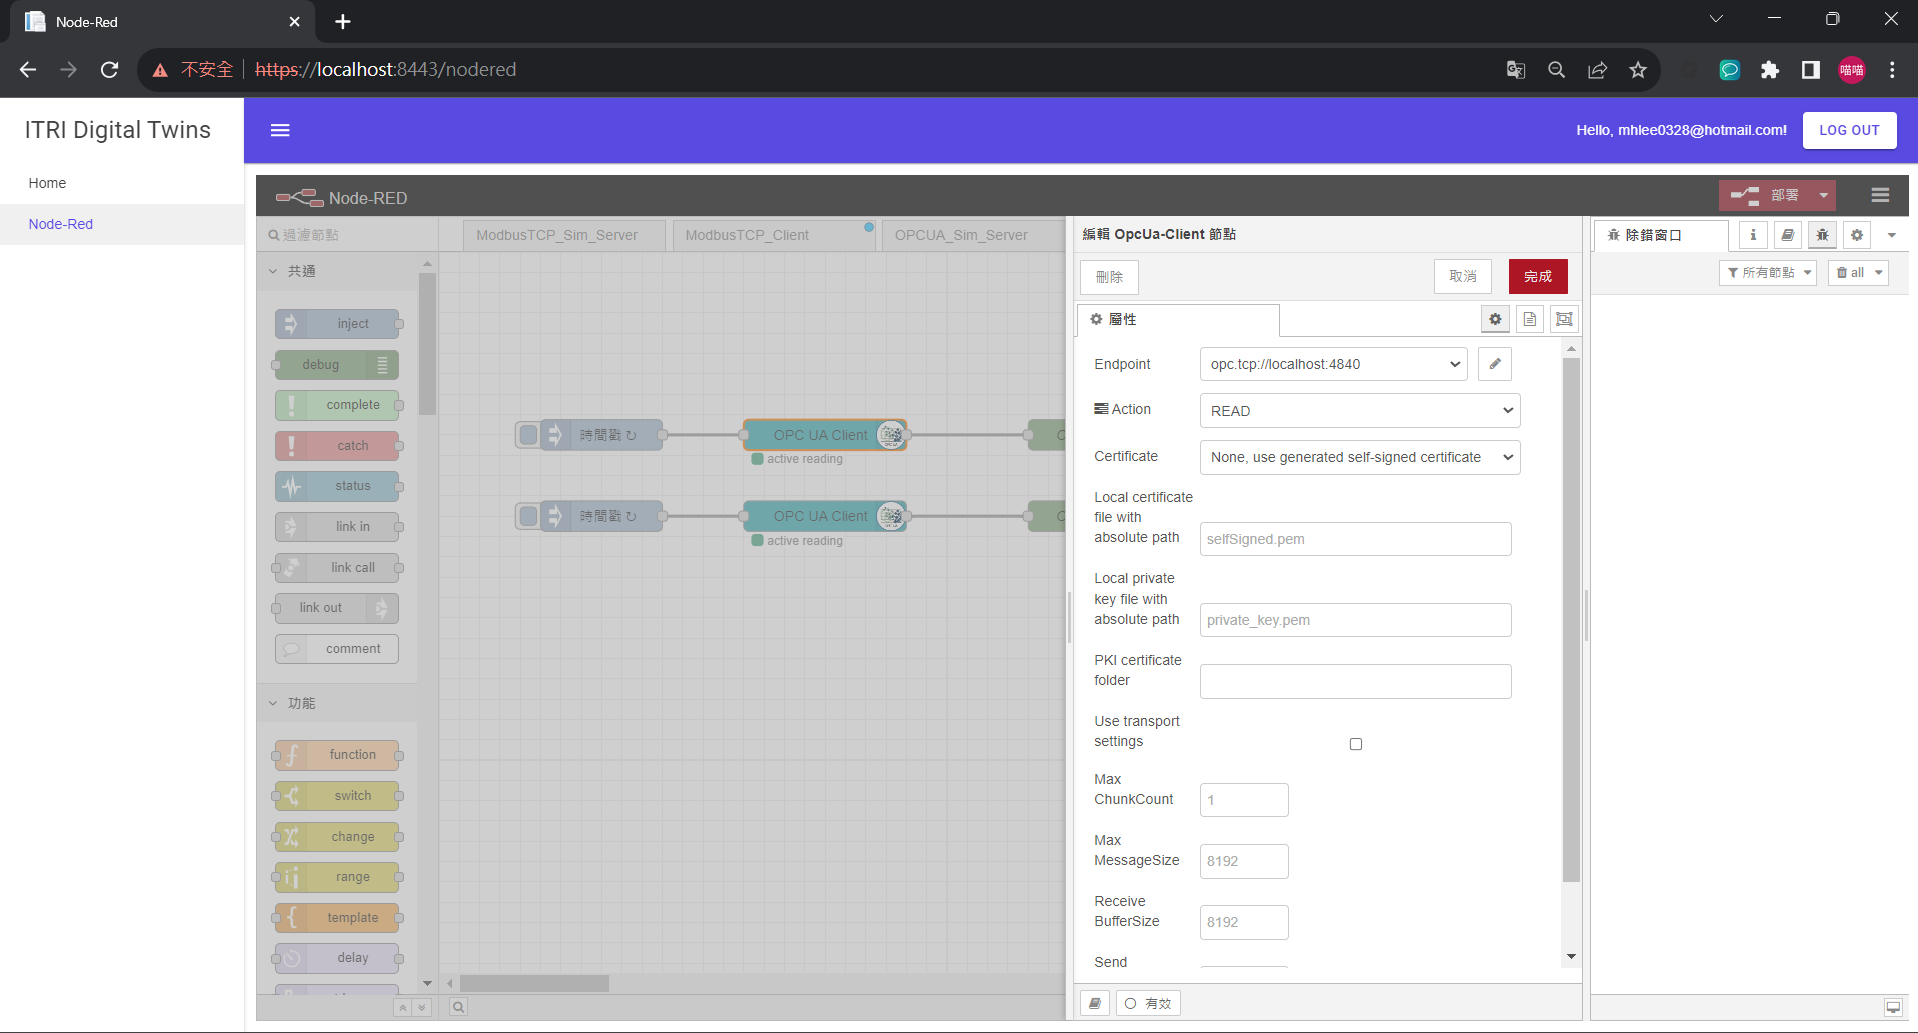 Node-Red
不安全
https://localhost:8443/nodered
喵喵
ITRI Digital Twins
Hello, mhlee0328@hotmail.com!
LOG OUT
Home
Node-Red
Node-RED
部署
過濾節點
ModbusTCP_Sim_Server
ModbusTCP_Client
OPCUA_Sim_Server
共通
inject
debug
complete
catch
status
link in
link call
link out
comment
功能
function
switch
change
range
template
delay
時間戳 ↻
OPC UA Client
OPC UA
active reading
時間戳 ↻
OPC UA Client
OPC UA
active reading
編輯 OpcUa-Client 節點
刪除
取消
完成
屬性
Endpoint
opc.tcp://localhost:4840
Action
READ
Certificate
None, use generated self-signed certificate
Local certificate
file with
absolute path
selfSigned.pem
Local private
key file with
absolute path
private_key.pem
PKI certificate
folder
Use transport
settings
Max
ChunkCount
1
Max
MessageSize
8192
Receive
BufferSize
8192
Send
有效
除錯窗口
所有節點
all